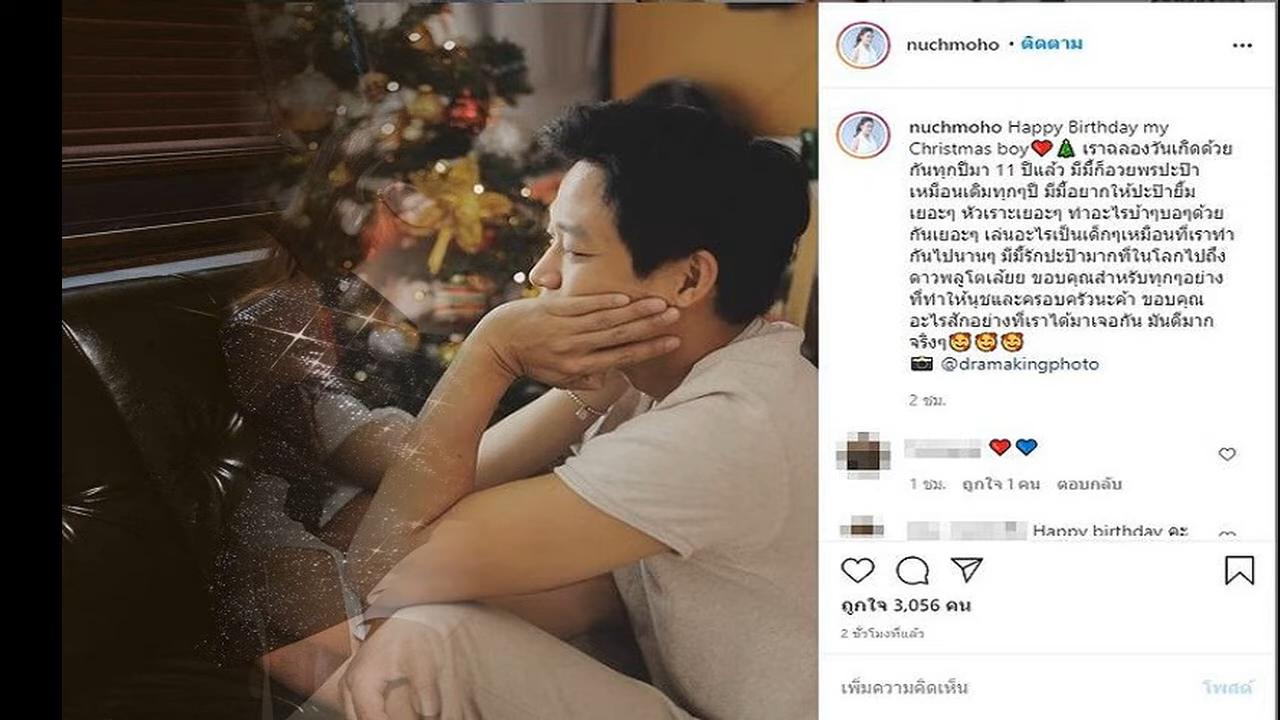 nuchmoho • ติดตาม
nuchmoho Happy Birthday my
Christmas boy❤️🎄 เราฉลองวันเกิดด้วย
กันทุกปีมา 11 ปีแล้ว มีมี้ก็อวยพรปะป๊า
เหมือนเดิมทุกๆปี มีมี้อยากให้ปะป๊ายิ้ม
เยอะๆ หัวเราะเยอะๆ ทำอะไรบ้าๆบอๆด้วย
กันเยอะๆ เล่นอะไรเป็นเด็กๆเหมือนที่เราทำ
กันไปนานๆ มีมี้รักปะป๊ามากที่ในโลกไปถึง
ดาวพลูโตเล้ยย ขอบคุณสำหรับทุกๆอย่าง
ที่ทำให้นุชและครอบครัวนะค้า ขอบคุณ
อะไรสักอย่างที่เราได้มาเจอกัน มันดีมาก
จริงๆ🥰🥰🥰
📸 @dramakingphoto
2 ชม.
❤️💙
1 ชม. ถูกใจ 1 คน ตอบกลับ
Happy birthday คะ
ถูกใจ 3,056 คน
2 ชั่วโมงที่แล้ว
เพิ่มความคิดเห็น โพสต์